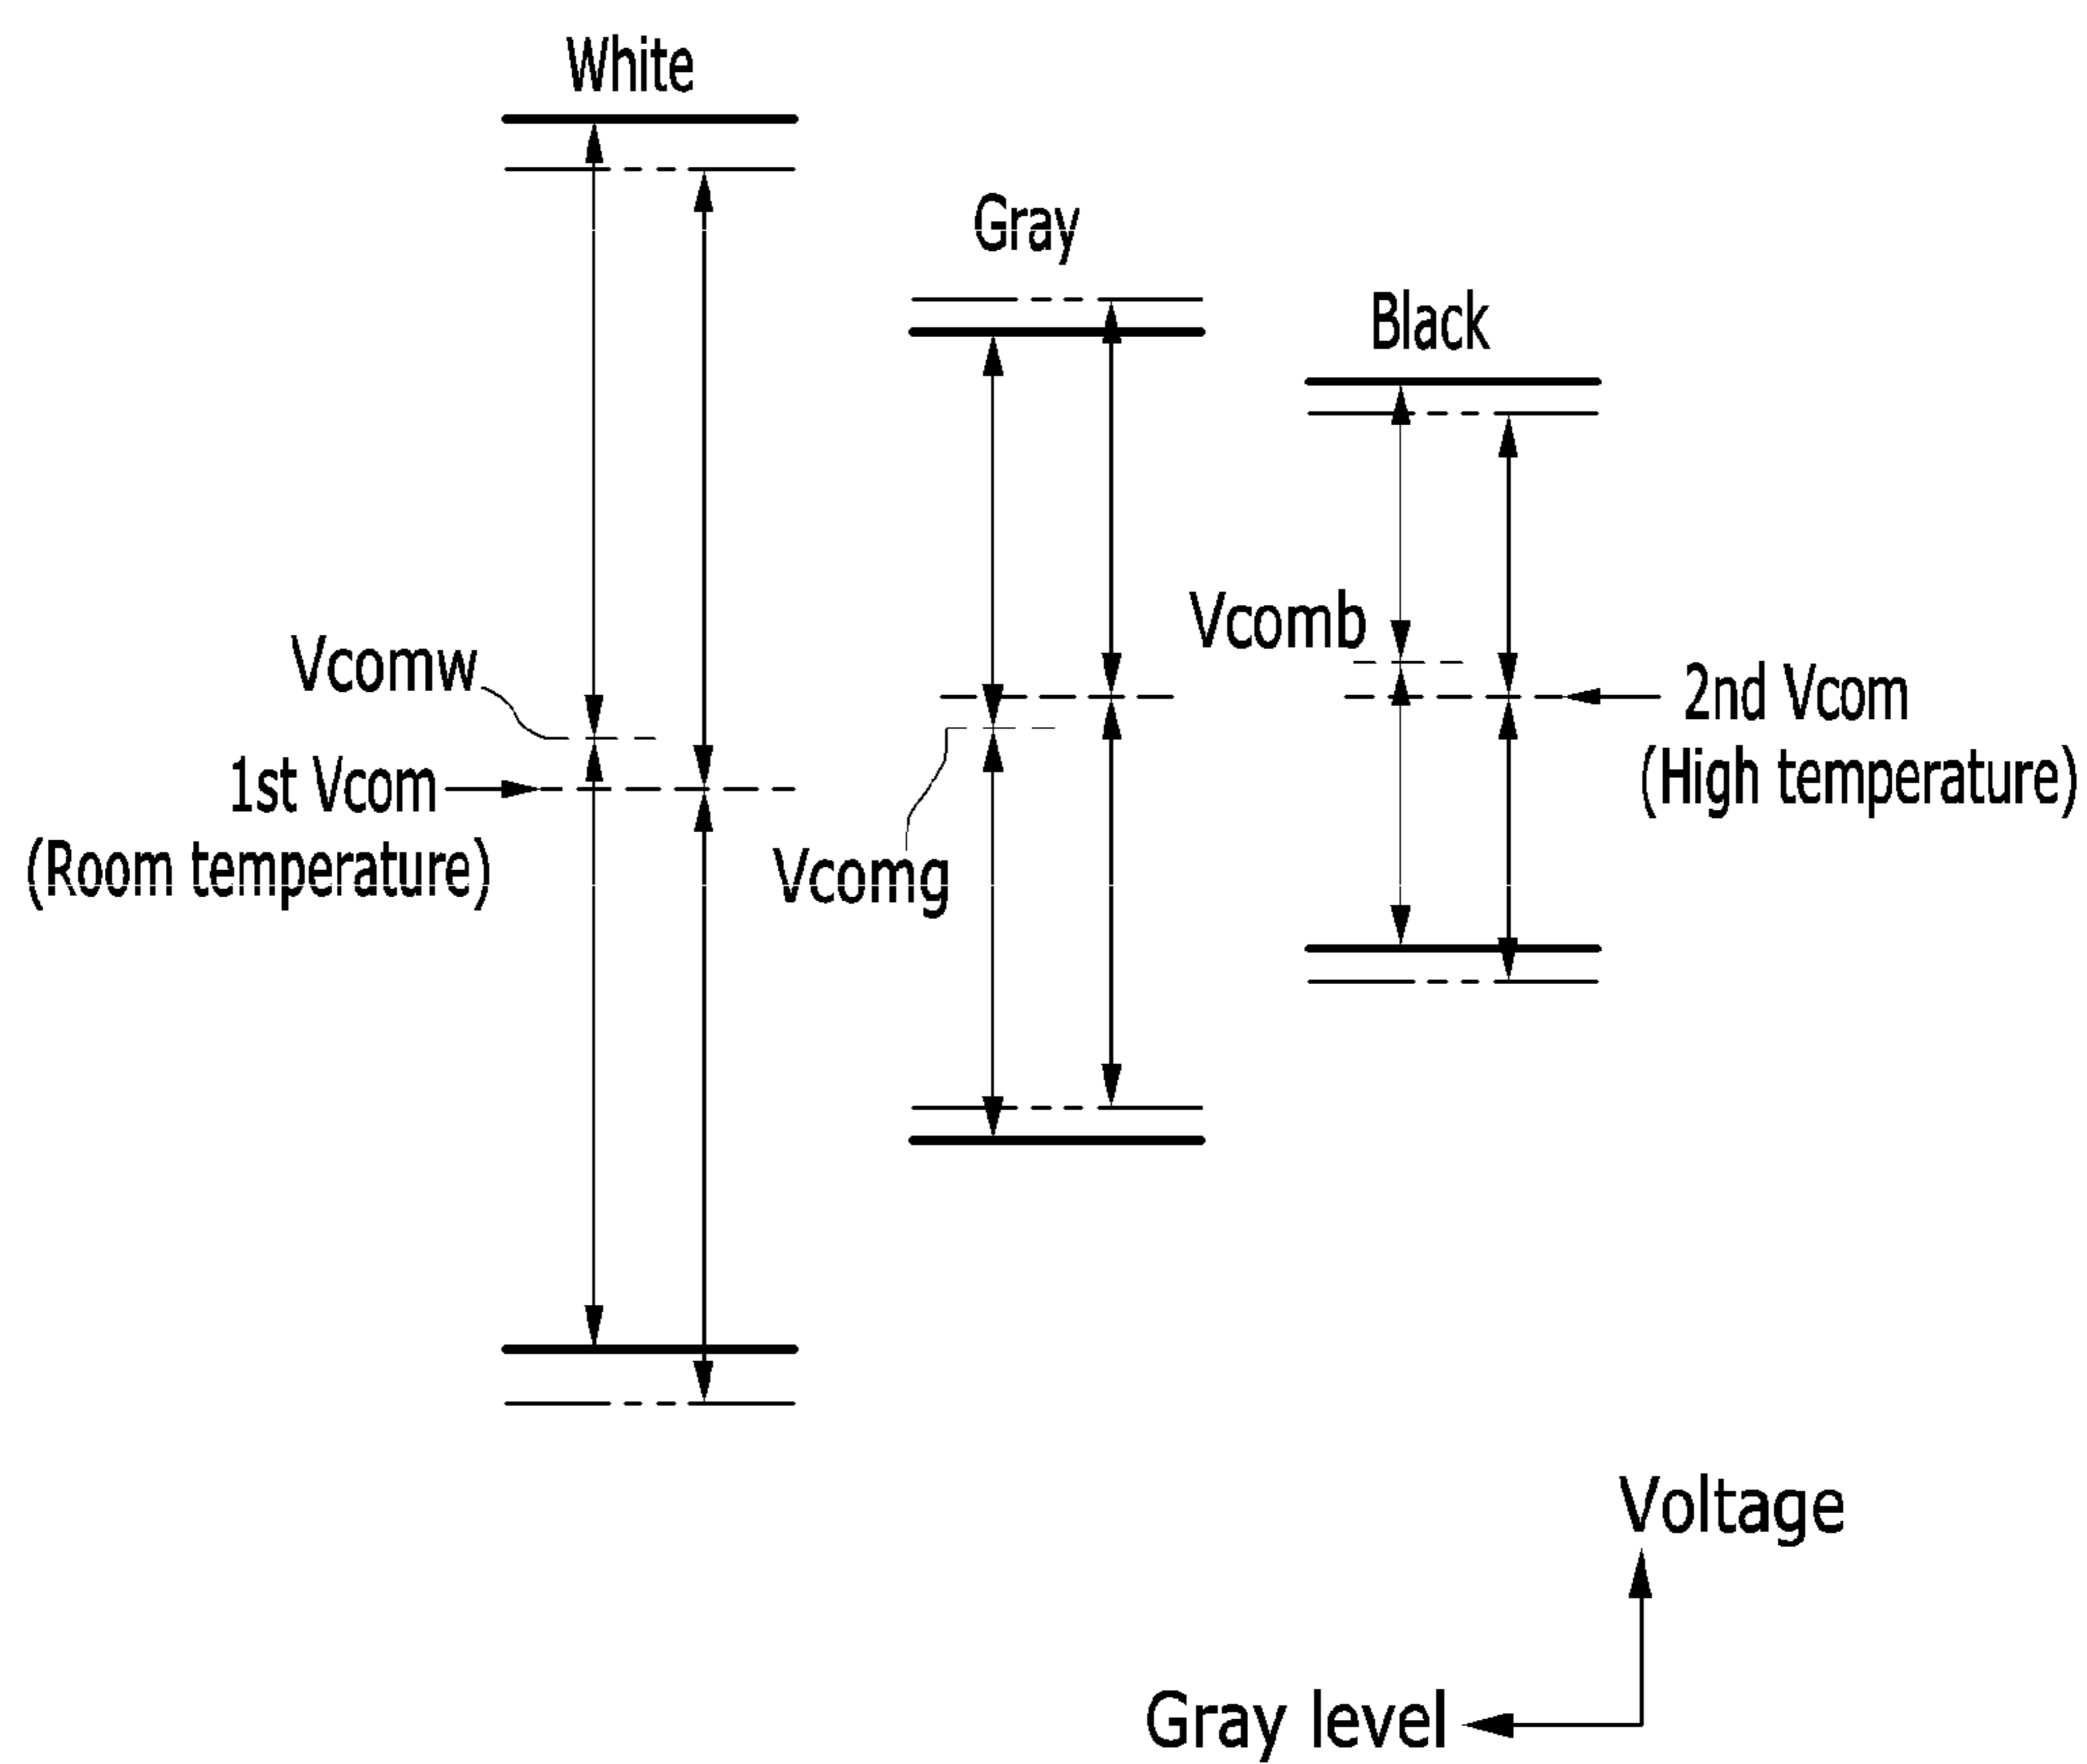 White
Gray
Black
Vcomb
Vcomw
2nd Vcom
(High temperature)
1st Vcom
(Room temperature)
Vcomg
Voltage
Gray level